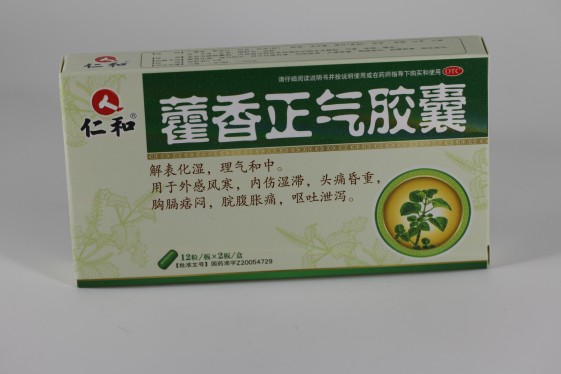 请仔细阅读说明书并按说明使用或在药师指导下购买和使用 OTC
仁和®
藿香正气胶囊
解表化湿，理气和中。
用于外感风寒，内伤湿滞，头痛昏重，
胸膈痞闷，脘腹胀痛，呕吐泄泻。
12粒/板×2板/盒
【批准文号】国药准字Z20054729